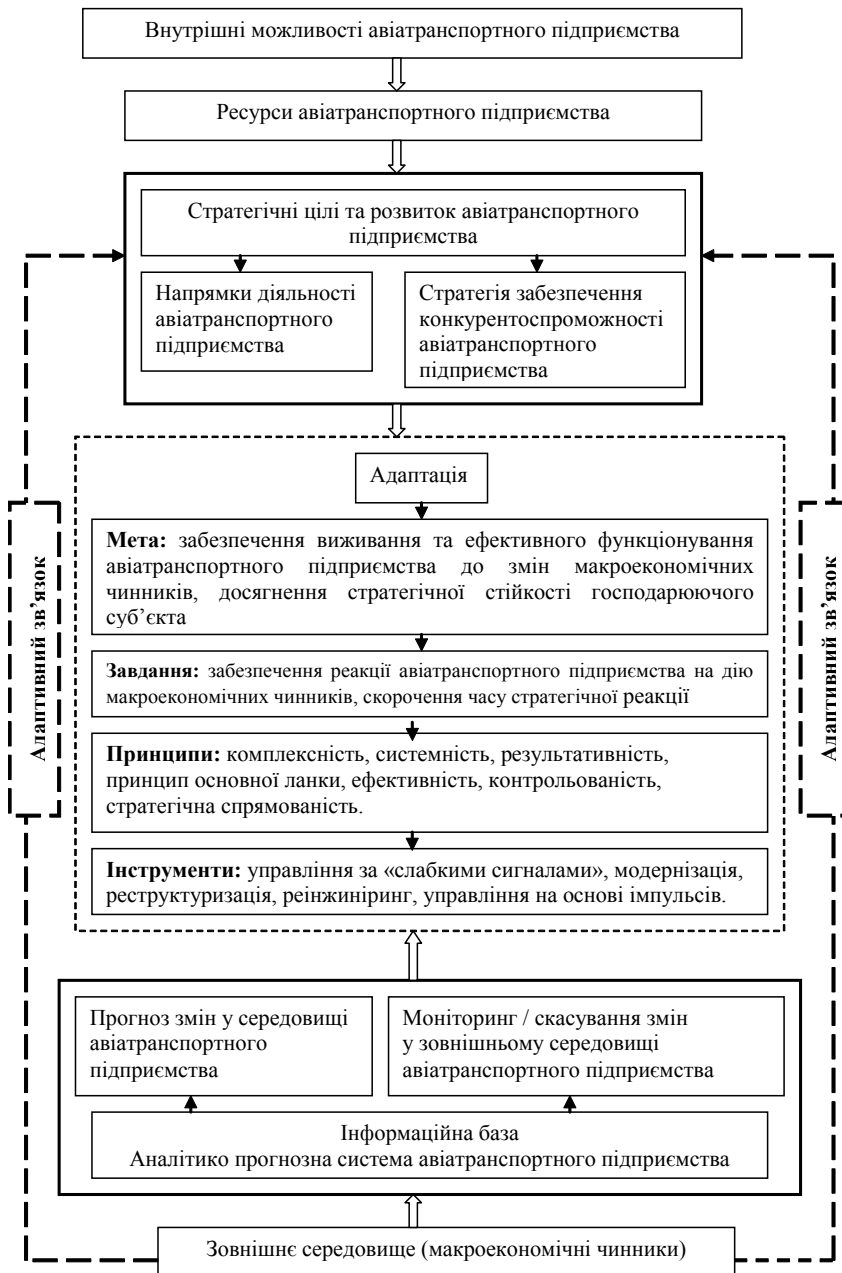 Внутрішні можливості авіатранспортного підприємства
Ресурси авіатранспортного підприємства
Стратегічні цілі та розвиток авіатранспортного
підприємства
Напрямки діяльності
авіатранспортного
підприємства
Стратегія забезпечення
конкурентоспроможності
авіатранспортного
підприємства
Адаптація
Мета: забезпечення виживання та ефективного функціонування
авіатранспортного підприємства до змін макроекономічних
чинників, досягнення стратегічної стійкості господарюючого
суб’єкта
Завдання: забезпечення реакції авіатранспортного підприємства на дію
макроекономічних чинників, скорочення часу стратегічної реакції
Принципи: комплексність, системність, результативність,
принцип основної ланки, ефективність, контрольованість,
стратегічна спрямованість.
Інструменти: управління за «слабкими сигналами», модернізація,
реструктуризація, реінжиніринг, управління на основі імпульсів.
Адаптивний зв’язок
Адаптивний зв’язок
Прогноз змін у середовищі
авіатранспортного
підприємства
Моніторинг / скасування змін
у зовнішньому середовищі
авіатранспортного підприємства
Інформаційна база
Аналітико прогнозна система авіатранспортного підприємства
Зовнішнє середовище (макроекономічні чинники)